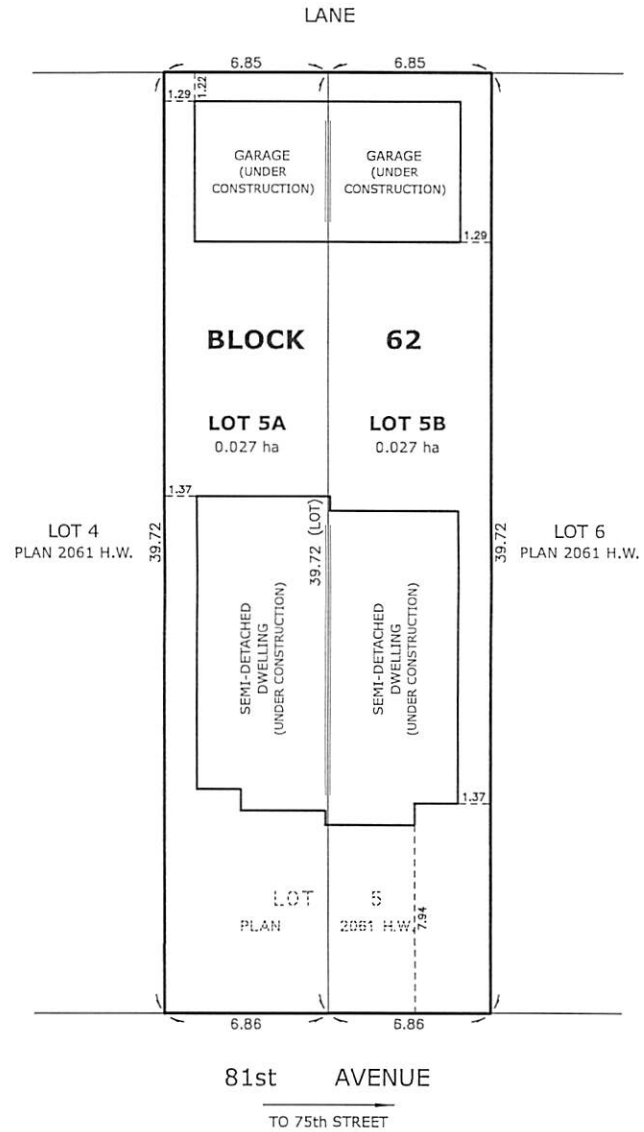 LANE
6.85
6.85
1.29
1.22
GARAGE
(UNDER
CONSTRUCTION)
GARAGE
(UNDER
CONSTRUCTION)
1.29
BLOCK 62
LOT 5A
0.027 ha
LOT 5B
0.027 ha
1.37
LOT 4
PLAN 2061 H.W.
39.72
39.72 (LOT)
39.72
LOT 6
PLAN 2061 H.W.
SEMI-DETACHED
DWELLING
(UNDER CONSTRUCTION)
SEMI-DETACHED
DWELLING
(UNDER CONSTRUCTION)
1.37
LOT 5
PLAN 2061 H.W.
7.94
6.86
6.86
81st AVENUE
TO 75th STREET